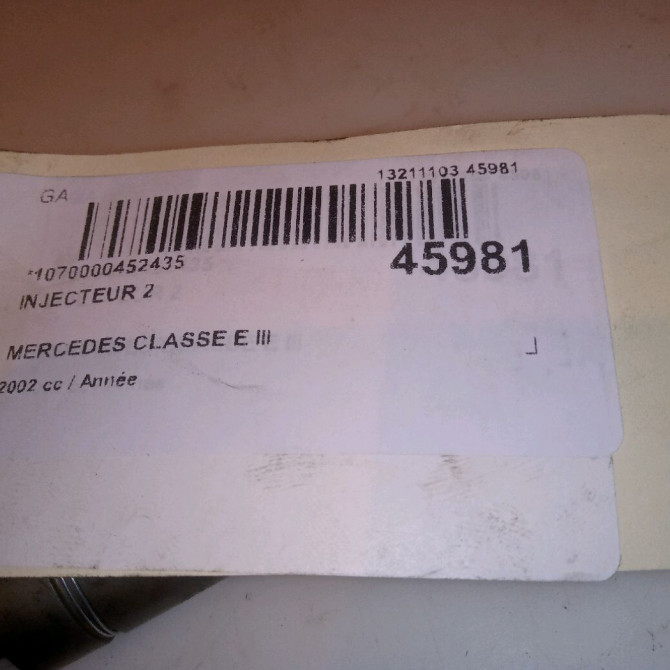 GA
13211103 45981
*1070000452435
45981
INJECTEUR 2
MERCEDES CLASSE E III
2002 cc / Année